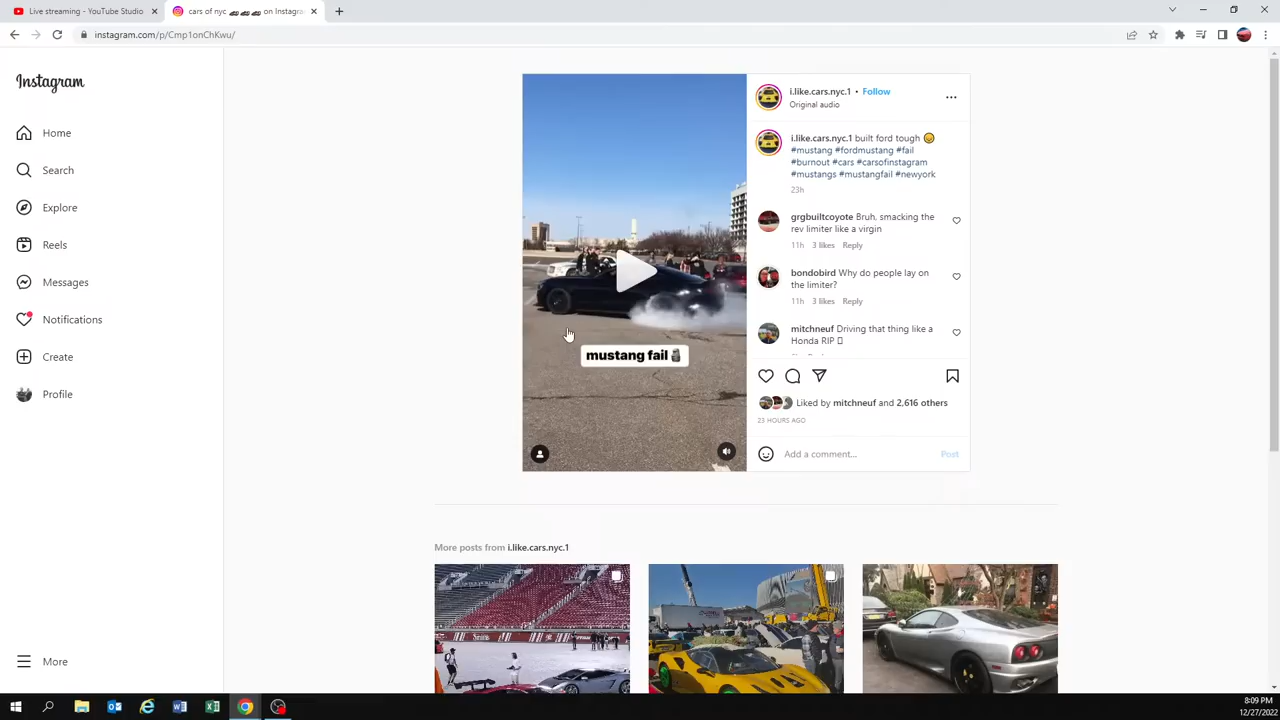 Live streaming - YouTube Studio
cars of nyc 🏎🏎🏎 on Instagram
instagram.com/p/Cmp1onChKwu/
Instagram
Home
Search
Explore
Reels
Messages
Notifications
Create
Profile
More
mustang fail🗿
i.like.cars.nyc.1 • Follow
Original audio
i.like.cars.nyc.1 built ford tough
#mustang #fordmustang #fail
#burnout #cars #carsofinstagram
#mustangs #mustangfail #newyork
23h
grgbuiltcoyote Bruh, smacking the
rev limiter like a virgin
11h 3 likes Reply
bondobird Why do people lay on
the limiter?
11h 3 likes Reply
mitchneuf Driving that thing like a
Honda RIP
Liked by mitchneuf and 2,616 others
23 HOURS AGO
Add a comment... Post
More posts from i.like.cars.nyc.1
8:09 PM
12/27/2022